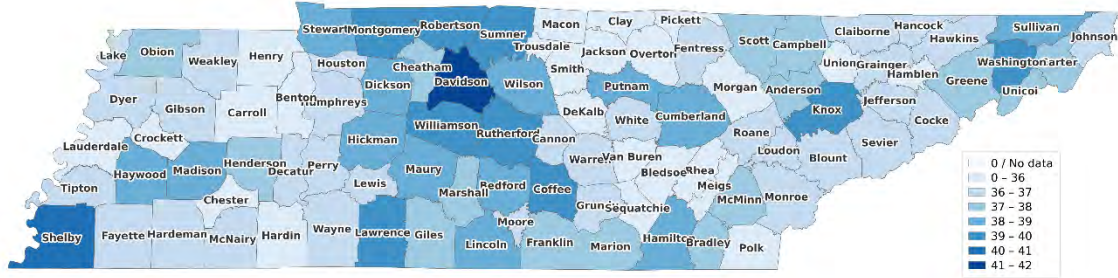 Macon
Clay
Pickett
Hancock
Claiborne
Hawkins
Sullivan
Johnson
Stewart
Montgomery
Robertson
Sumner
Trousdale
Jackson
Overton
Fentress
Scott
Campbell
Union
Grainger
Hamblen
Washington
Carter
Greene
Unicoi
Lake
Obion
Weakley
Henry
Houston
Cheatham
Davidson
Dickson
Wilson
Smith
Putnam
Morgan
Anderson
Knox
Jefferson
Cocke
Dyer
Gibson
Carroll
Benton
Humphreys
DeKalb
White
Cumberland
Roane
Loudon
Blount
Sevier
Lauderdale
Crockett
Hickman
Williamson
Rutherford
Cannon
Warren
Van Buren
Bledsoe
Rhea
Meigs
McMinn
Monroe
Tipton
Haywood
Madison
Henderson
Decatur
Perry
Lewis
Maury
Marshall
Bedford
Coffee
Grundy
Sequatchie
Chester
Moore
Shelby
Fayette
Hardeman
McNairy
Hardin
Wayne
Lawrence
Giles
Lincoln
Franklin
Marion
Hamilton
Bradley
Polk
0 / No data
0 – 36
36 – 37
37 – 38
38 – 39
39 – 40
40 – 41
41 – 42